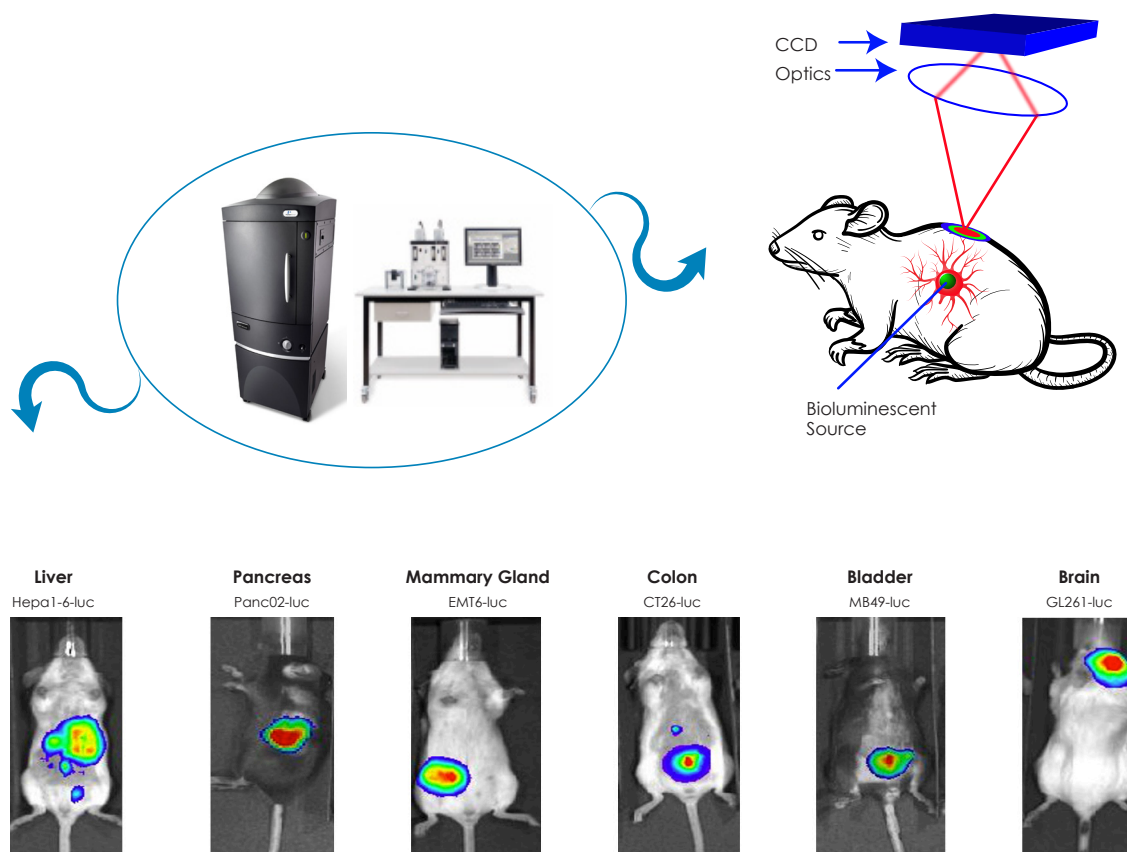 CCD
Optics
Bioluminescent
Source
Liver
Hepa1-6-luc
Pancreas
Panc02-luc
Mammary Gland
EMT6-luc
Colon
CT26-luc
Bladder
MB49-luc
Brain
GL261-luc